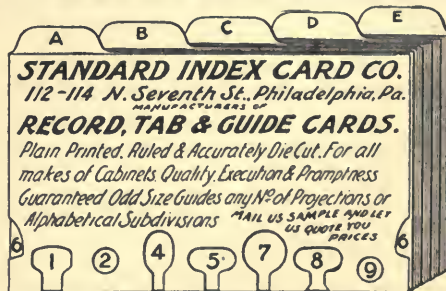 A B C D E
STANDARD INDEX CARD CO.
112-114 N. Seventh St., Philadelphia, Pa.
MANUFACTURERS OF
RECORD, TAB & GUIDE CARDS.
Plain Printed, Ruled & Accurately Die Cut. For all
makes of Cabinets. Quality, Execution & Promptness
Guaranteed Odd Size Guides any No of Projections or
Alphabetical Subdivisions MAIL US SAMPLE AND LET
US QUOTE YOU
PRICES
6 6
1 2 4 5 7 8 9